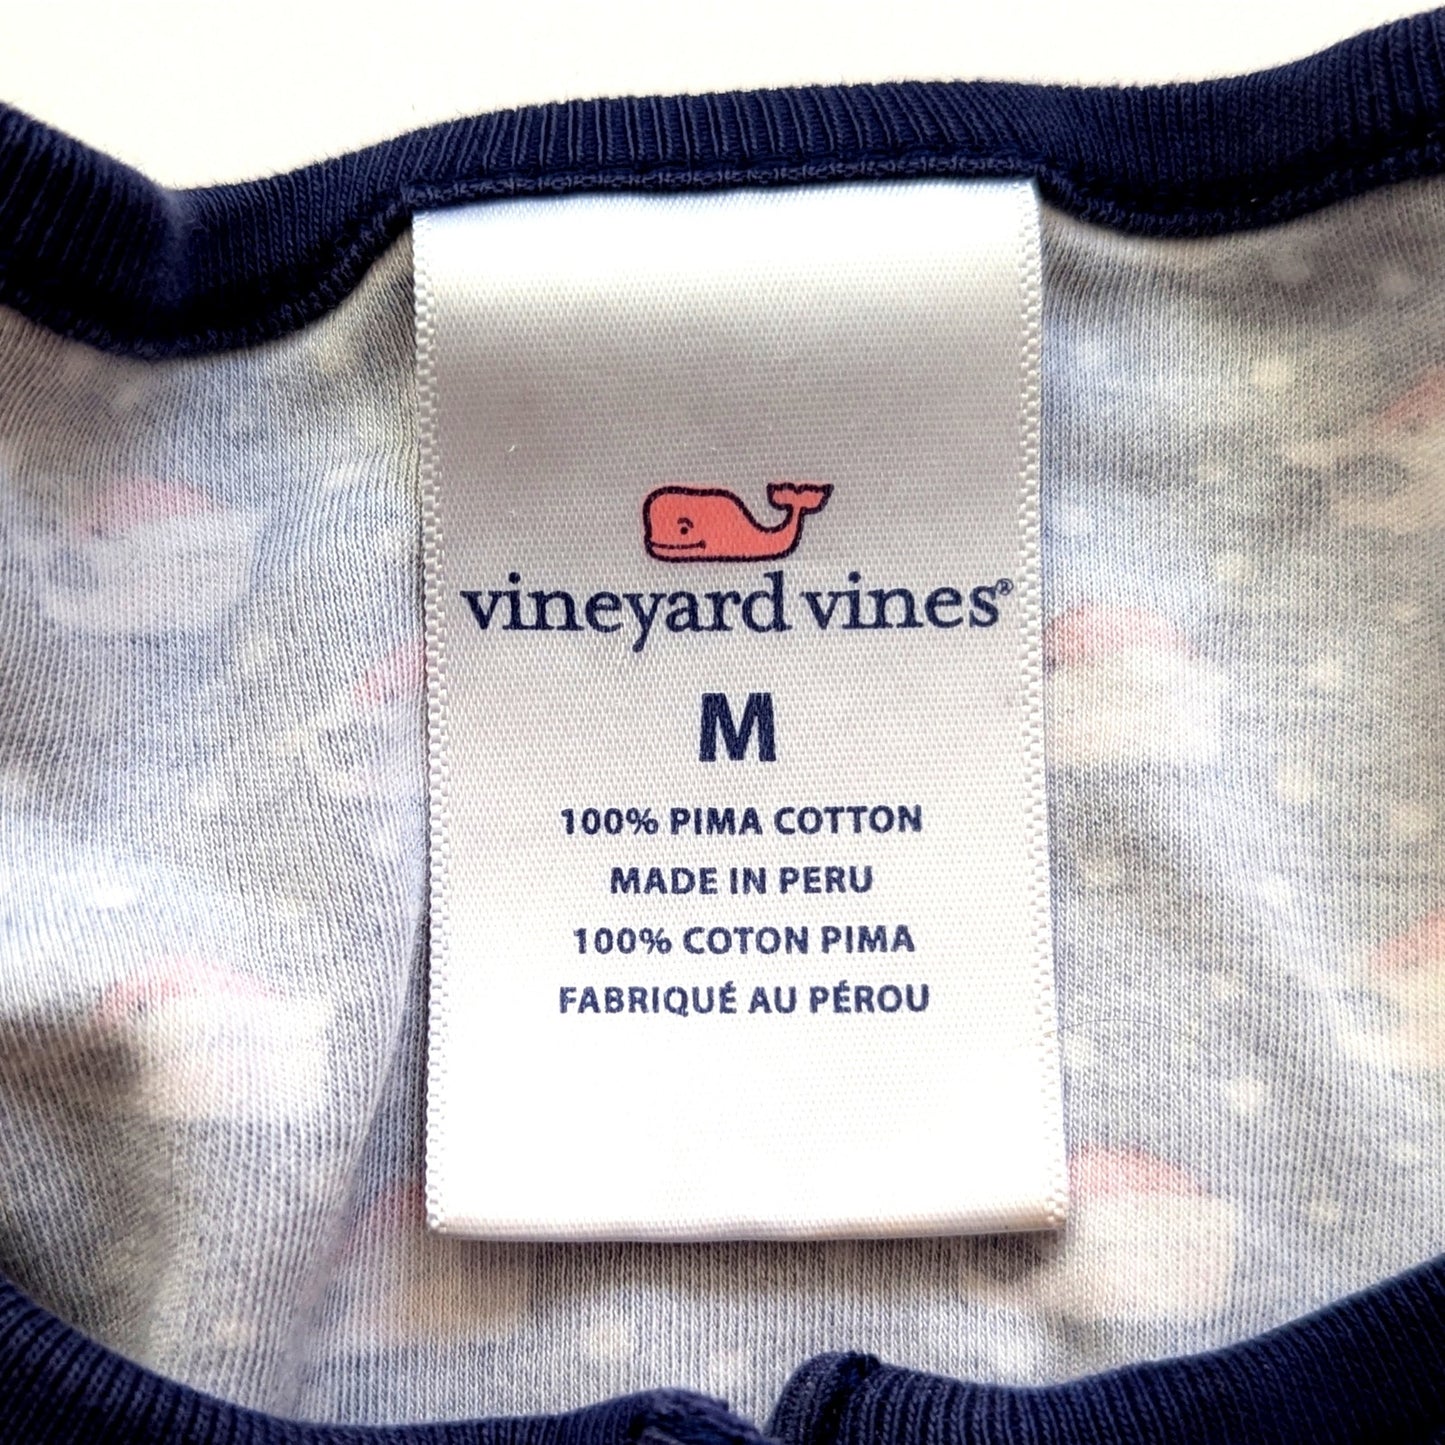 vineyard vines®
M
100% PIMA COTTON
MADE IN PERU
100% COTON PIMA
FABRIQUÉ AU PÉROU